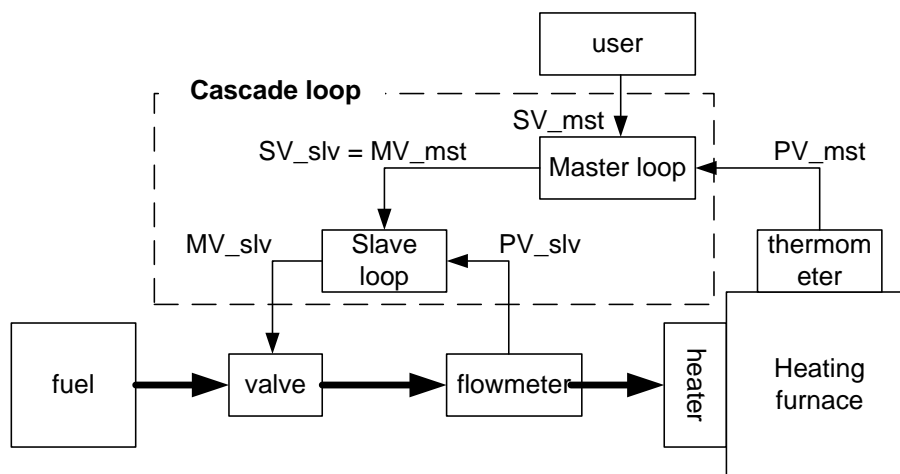 user
Cascade loop
SV_mst
SV_slv = MV_mst
Master loop
PV_mst
MV_slv
Slave
loop
PV_slv
thermom
eter
fuel
valve
flowmeter
heater
Heating
furnace